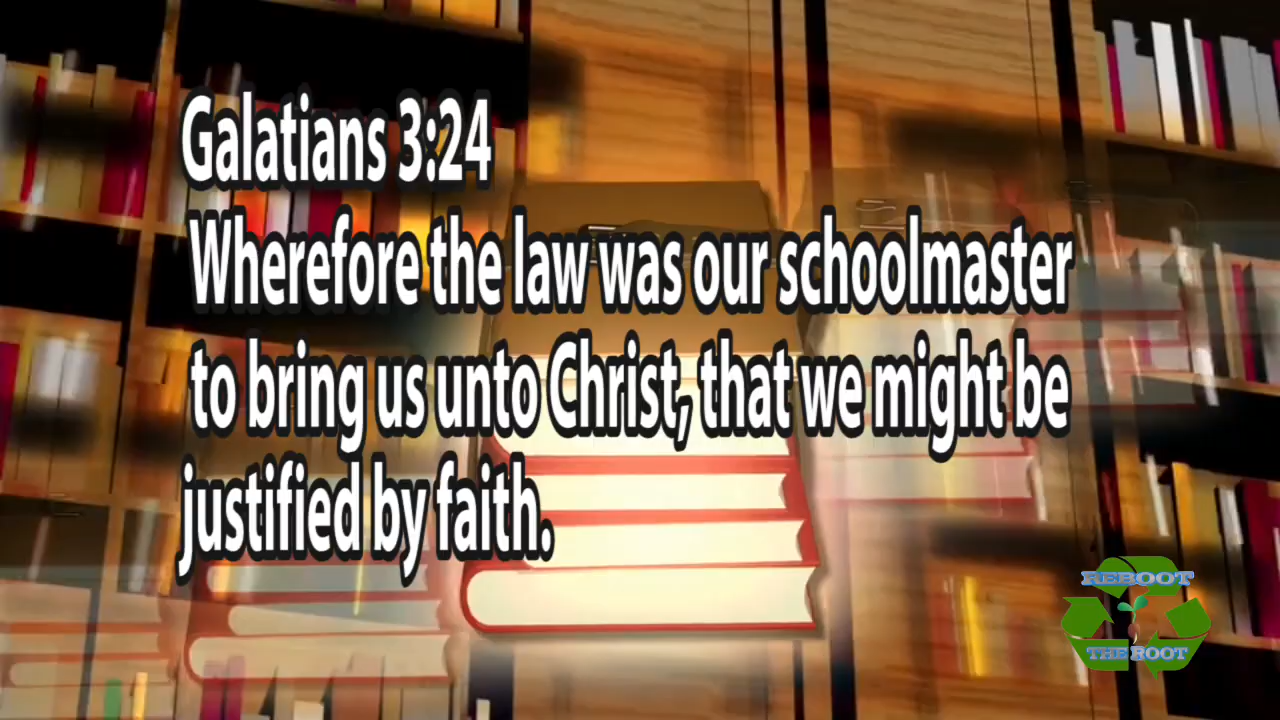 Galatians 3:24
Wherefore the law was our schoolmaster
to bring us unto Christ, that we might be
justified by faith.
REBOOT
THE ROOT